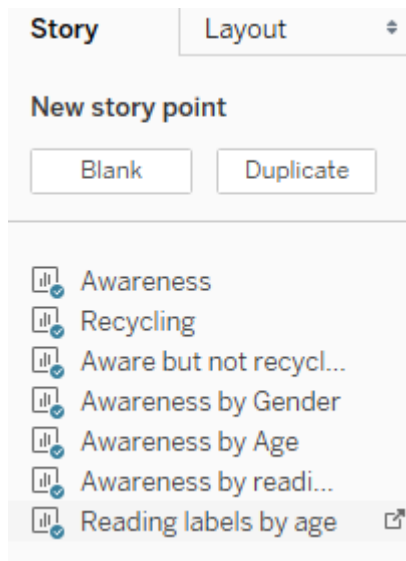 Story Layout
New story point
Blank Duplicate
Awareness
Recycling
Aware but not recycl...
Awareness by Gender
Awareness by Age
Awareness by readi...
Reading labels by age